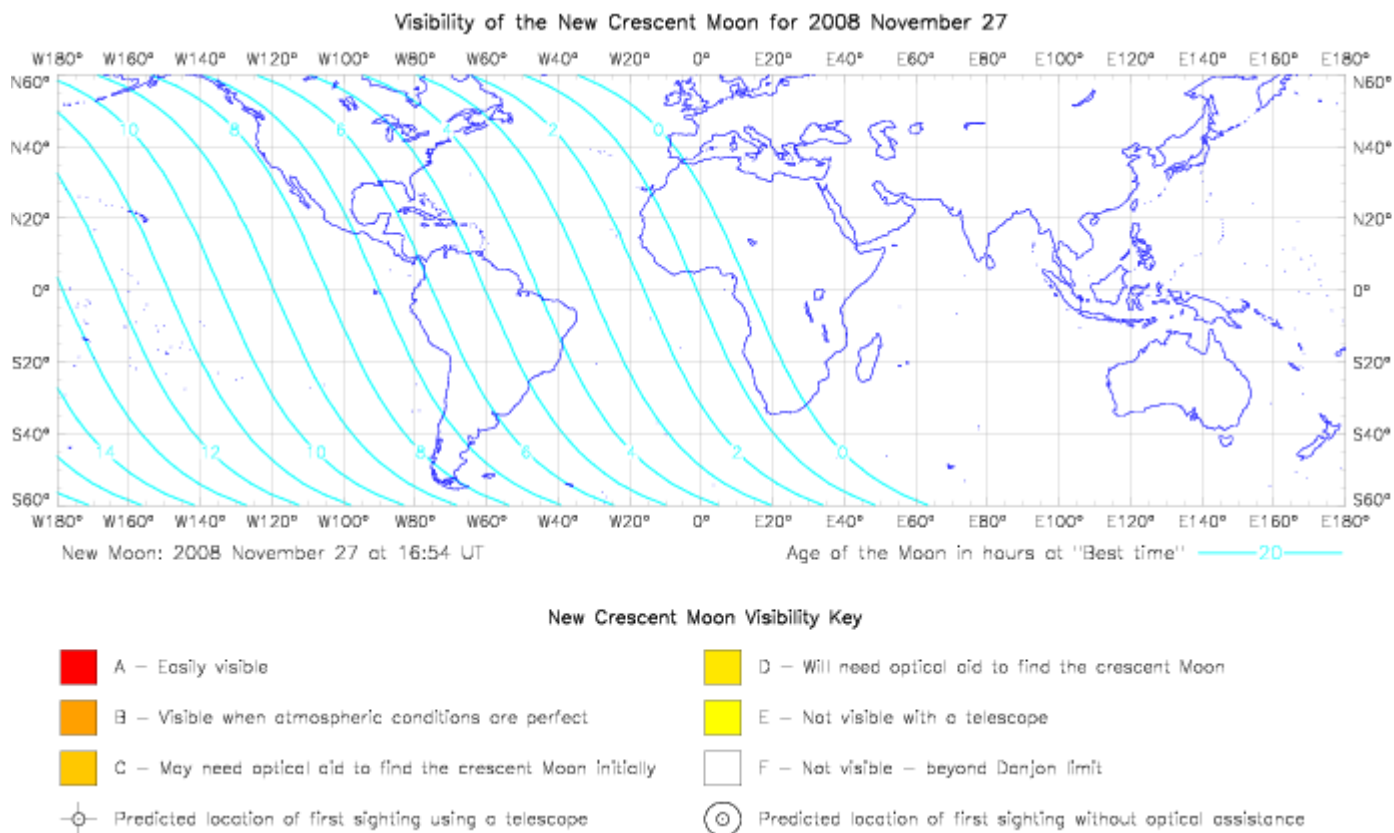 Visibility of the New Crescent Moon for 2008 November 27
W180° W160° W140° W120° W100° W80° W60° W40° W20° 0° E20° E40° E60° E80° E100° E120° E140° E160° E180°
N60° N60°
10 8 6 4 2 0
N40° N40°
N20° N20°
0° 0°
S20° S20°
S40° S40°
14 12 10 8 6 4 2 0
S60° S60°
W180° W160° W140° W120° W100° W80° W60° W40° W20° 0° E20° E40° E60° E80° E100° E120° E140° E160° E180°
New Moon: 2008 November 27 at 16:54 UT
Age of the Moon in hours at "Best time" 20
New Crescent Moon Visibility Key
A – Easily visible
D – Will need optical aid to find the crescent Moon
B – Visible when atmospheric conditions are perfect
E – Not visible with a telescope
C – May need optical aid to find the crescent Moon initially
F – Not visible – beyond Danjon limit
Predicted location of first sighting using a telescope
Predicted location of first sighting without optical assistance